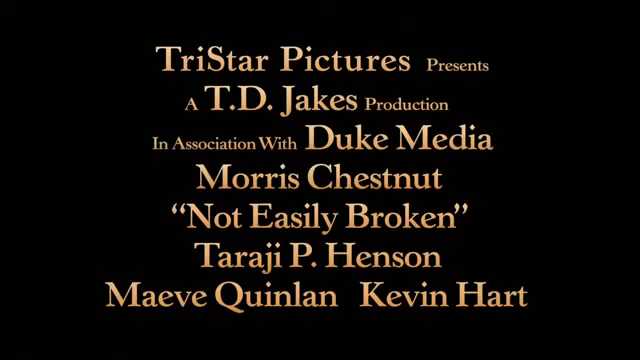 TriStar Pictures Presents
A T.D. Jakes Production
In Association With Duke Media
Morris Chestnut
“Not Easily Broken”
Taraji P. Henson
Maeve Quinlan Kevin Hart